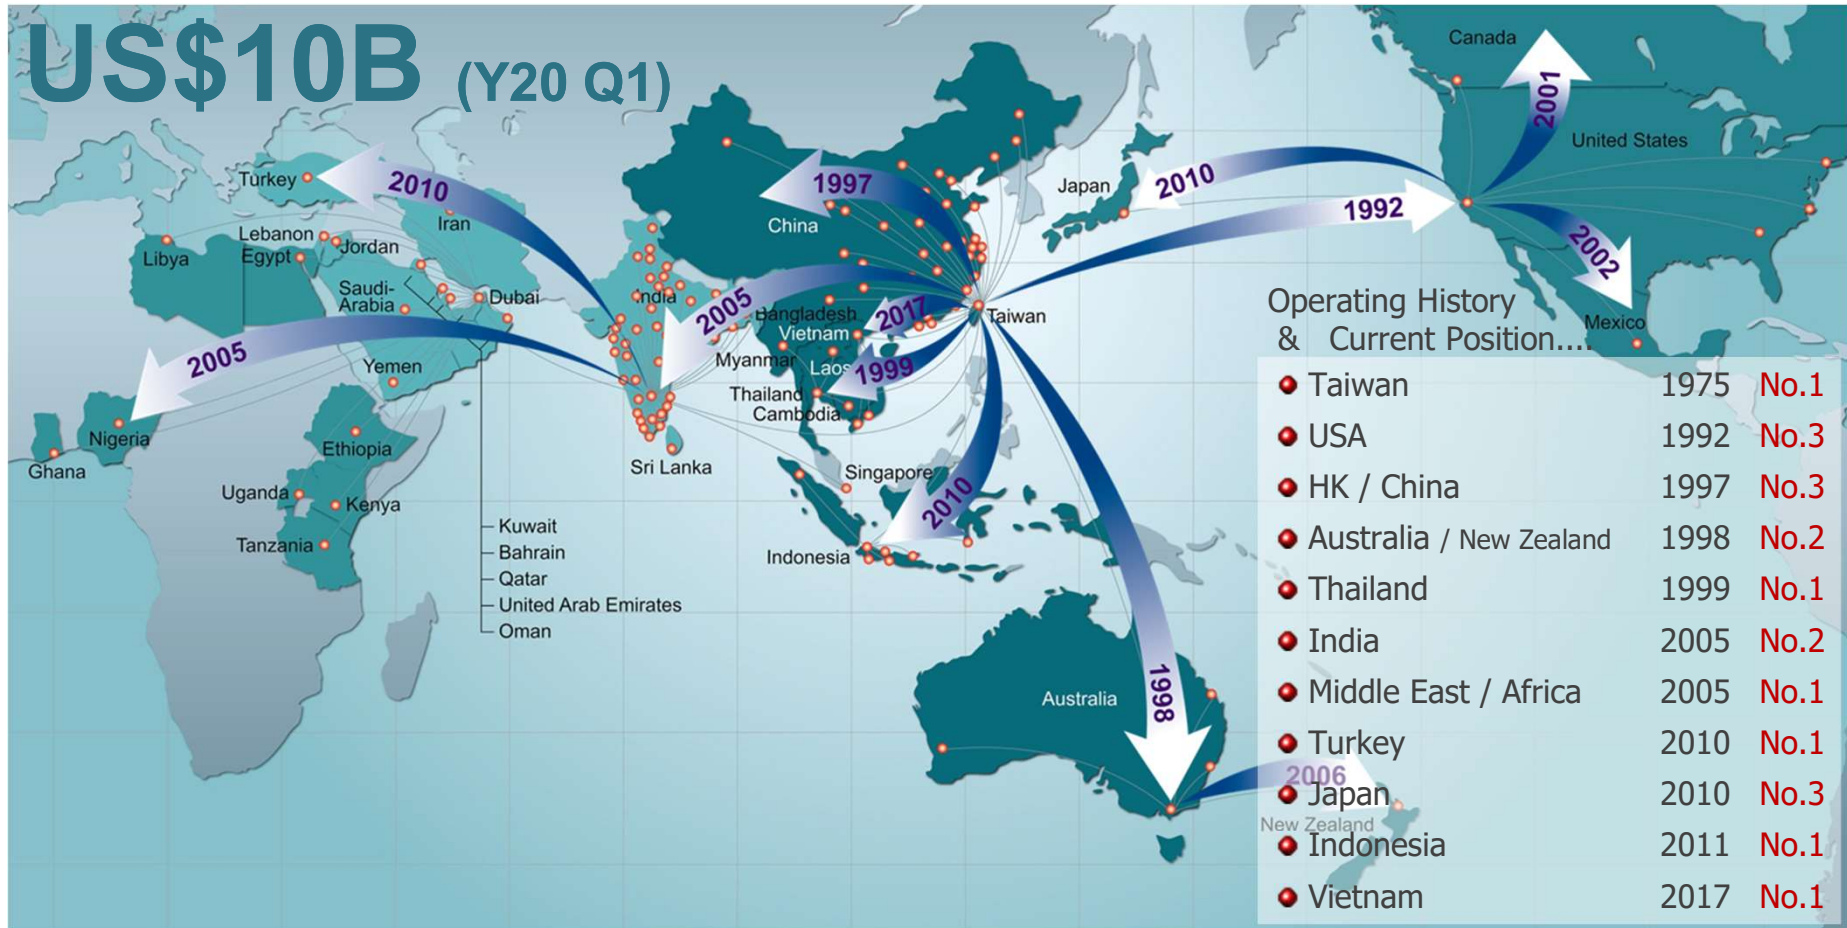 US$10B (Y20 Q1)
Canada
2001
United States
Turkey
2010
1997
Japan
2010
Iran
China
1992
Lebanon
Jordan
Libya
Egypt
2002
Saudi-
Arabia
Dubai
India
2005
Bangladesh
2017
Taiwan
Vietnam
Mexico
2005
Myanmar
Laos
1999
Yemen
Thailand
Cambodia
Nigeria
Ethiopia
Ghana
Sri Lanka
Singapore
2010
Uganda
Kenya
Tanzania
Indonesia
Kuwait
Bahrain
Qatar
United Arab Emirates
Oman
Australia
1998
2006
New Zealand
Operating History
& Current Position....
Taiwan 1975 No.1
USA 1992 No.3
HK / China 1997 No.3
Australia / New Zealand 1998 No.2
Thailand 1999 No.1
India 2005 No.2
Middle East / Africa 2005 No.1
Turkey 2010 No.1
Japan 2010 No.3
Indonesia 2011 No.1
Vietnam 2017 No.1